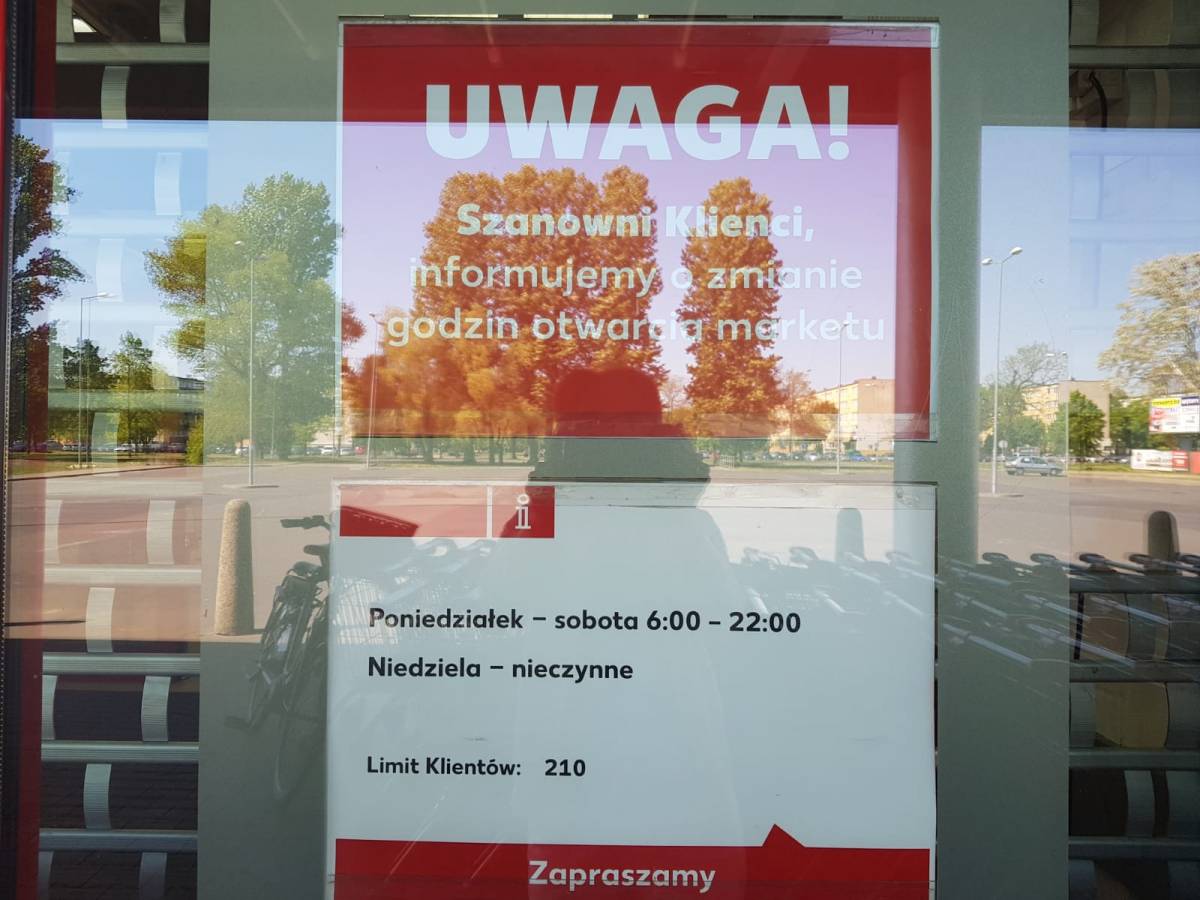 UWAGA!
Szanowni Klienci,
informujemy o zmianie
godzin otwarcia marketu
i
Poniedziałek – sobota 6:00 – 22:00
Niedziela – nieczynne
Limit Klientów: 210
Zapraszamy